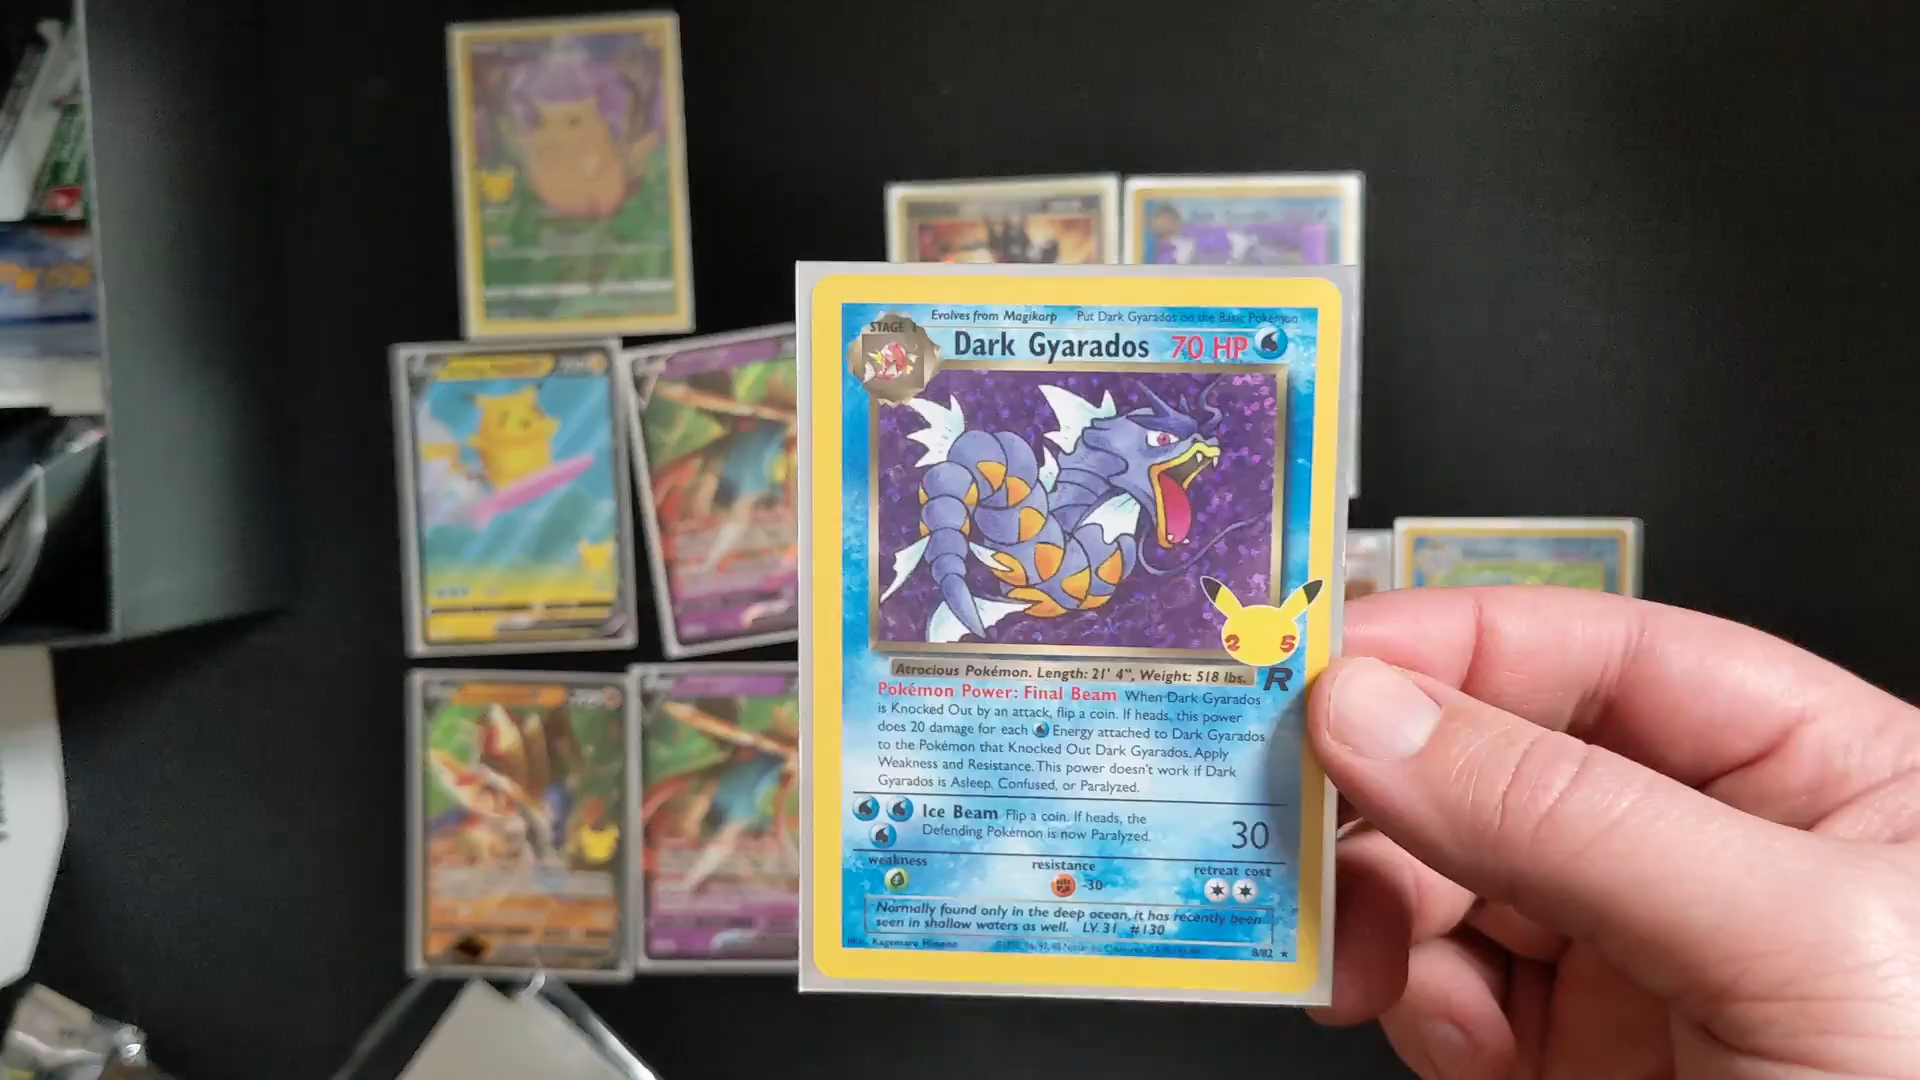 Evolves from Magikarp Put Dark Gyarados on the Basic Pokémon
STAGE 1
Dark Gyarados 70 HP
25
Atrocious Pokémon. Length: 21' 4", Weight: 518 lbs.
R
Pokémon Power: Final Beam When Dark Gyarados
is Knocked Out by an attack, flip a coin. If heads, this power
does 20 damage for each Energy attached to Dark Gyarados
to the Pokémon that Knocked Out Dark Gyarados. Apply
Weakness and Resistance. This power doesn't work if Dark
Gyarados is Asleep, Confused, or Paralyzed.
Ice Beam Flip a coin. If heads, the
Defending Pokémon is now Paralyzed.
30
weakness resistance retreat cost
-30
Normally found only in the deep ocean, it has recently been
seen in shallow waters as well. LV. 31 #130
Illus. Kagemaru Himeno
8/82 ★